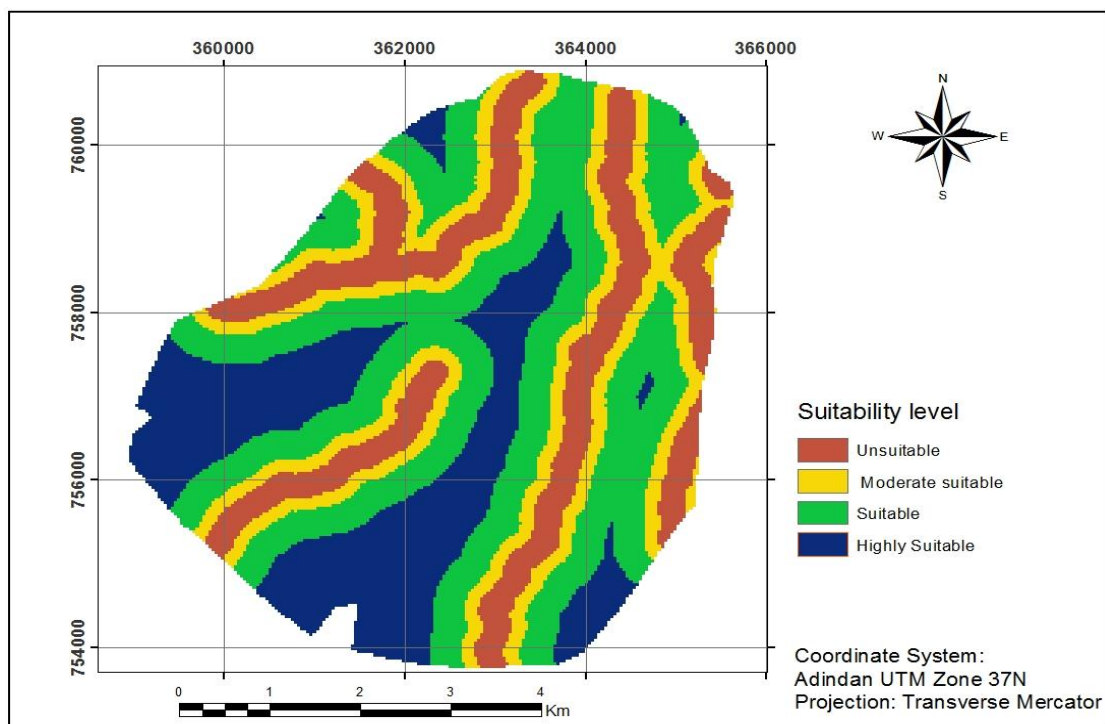 360000 362000 364000 366000
760000
758000
756000
754000
N
W E
S
Suitability level
Unsuitable
Moderate suitable
Suitable
Highly Suitable
Coordinate System:
Adindan UTM Zone 37N
Projection: Transverse Mercator
0 1 2 3 4
Km